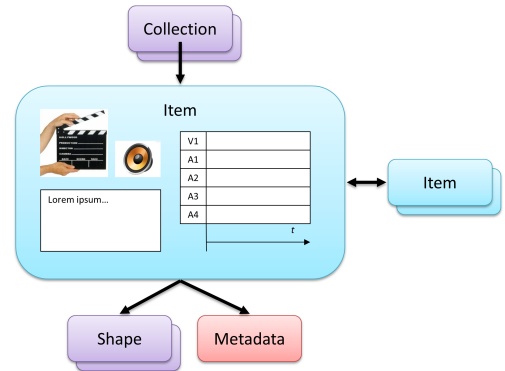 Collection
Item
V1
A1
A2
A3
A4
t
Lorem ipsum...
Item
Shape
Metadata